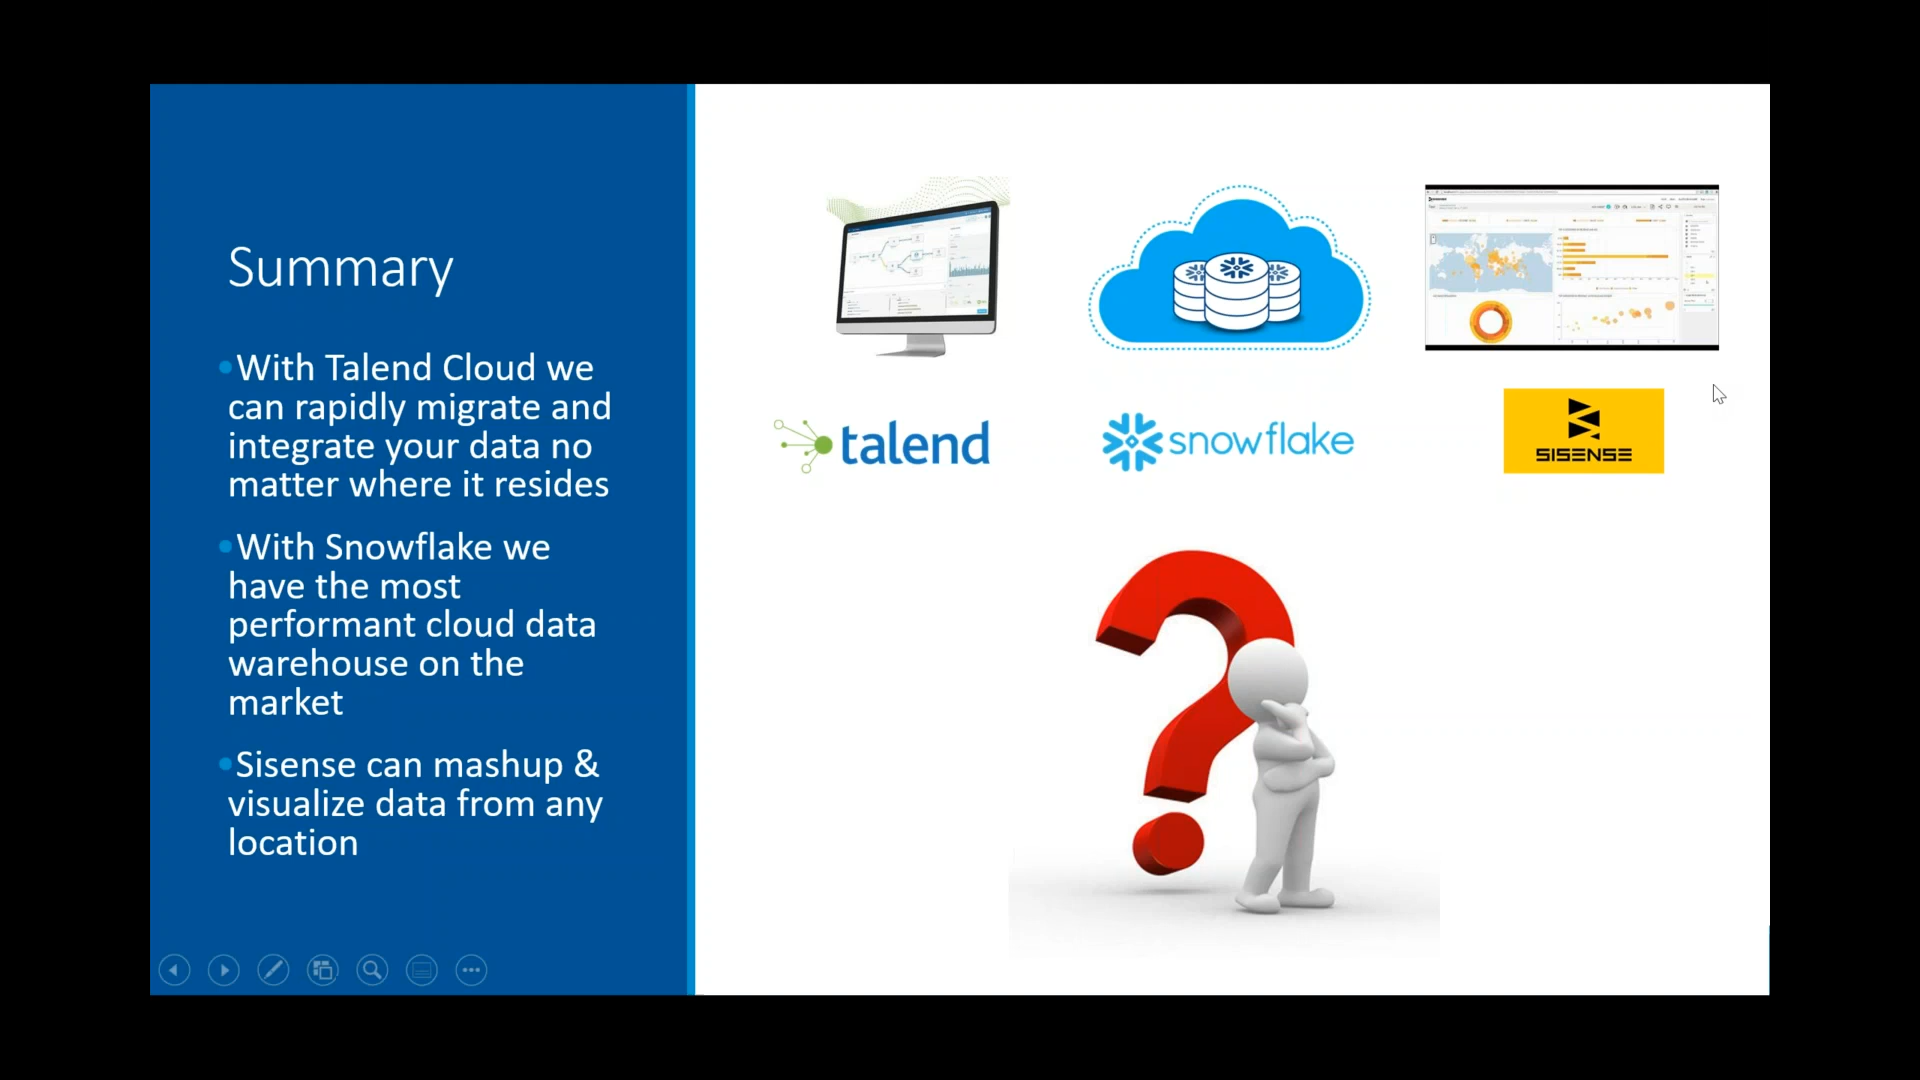 Summary
•With Talend Cloud we
can rapidly migrate and
integrate your data no
matter where it resides
•With Snowflake we
have the most
performant cloud data
warehouse on the
market
•Sisense can mashup &
visualize data from any
location
talend
snowflake
SISENSE